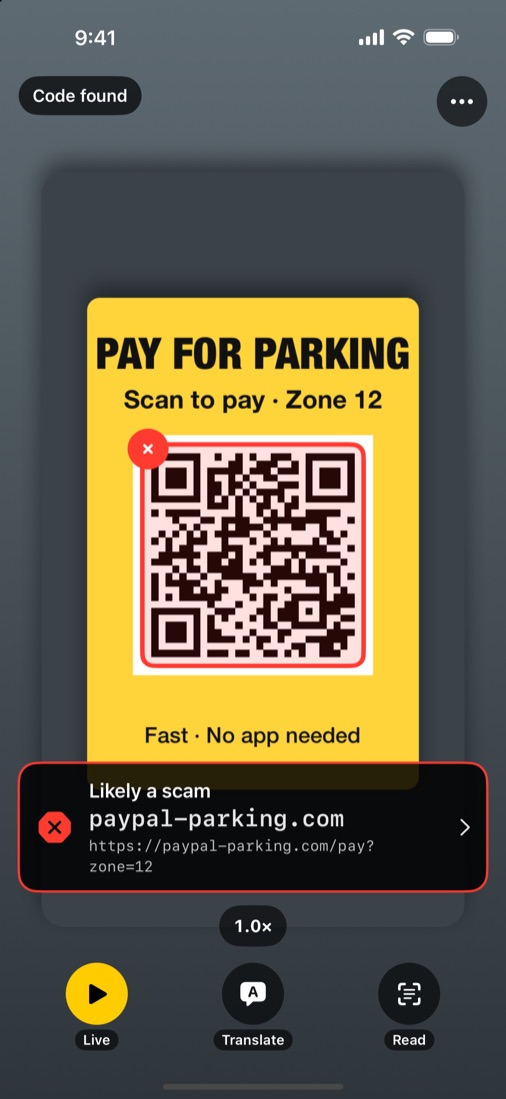 9:41
Code found
PAY FOR PARKING
Scan to pay · Zone 12
Fast · No app needed
Likely a scam
paypal-parking.com
https://paypal-parking.com/pay?
zone=12
1.0×
A
Live
Translate
Read